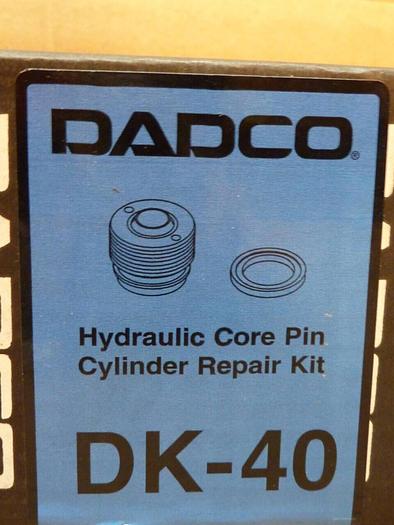 DADCO®
Hydraulic Core Pin
Cylinder Repair Kit
DK-40